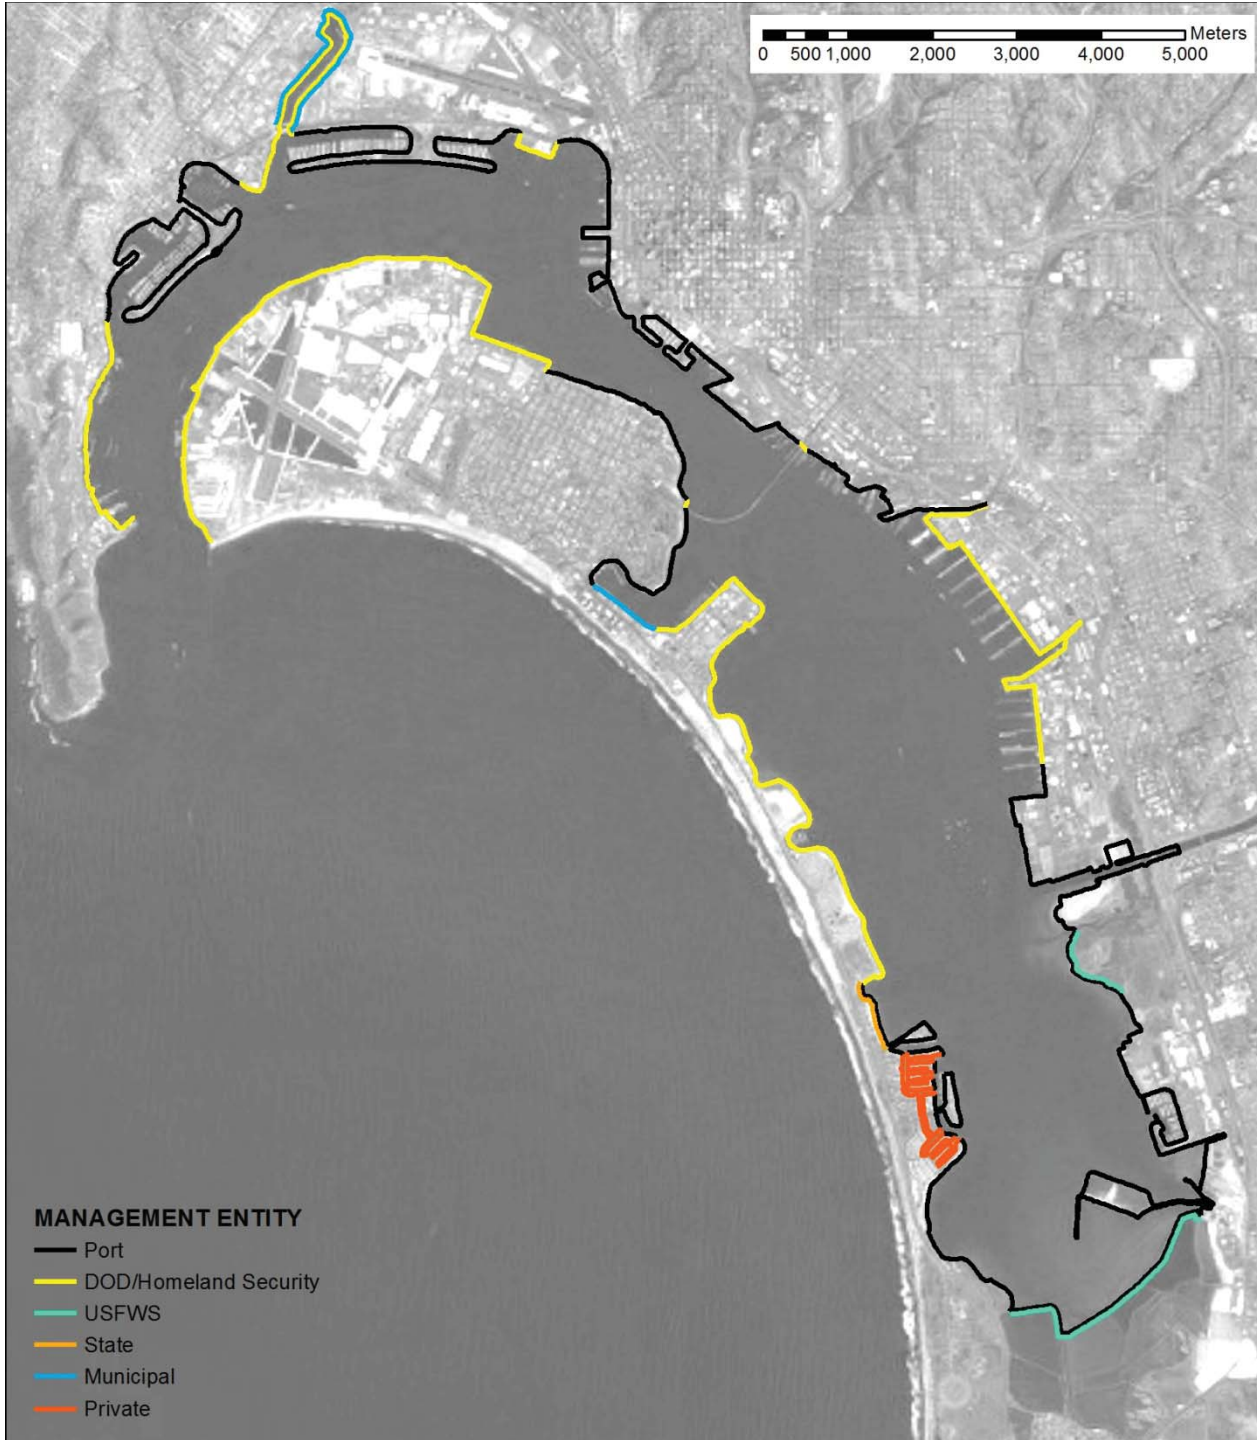 Meters
0 500 1,000 2,000 3,000 4,000 5,000
MANAGEMENT ENTITY
Port
DOD/Homeland Security
USFWS
State
Municipal
Private